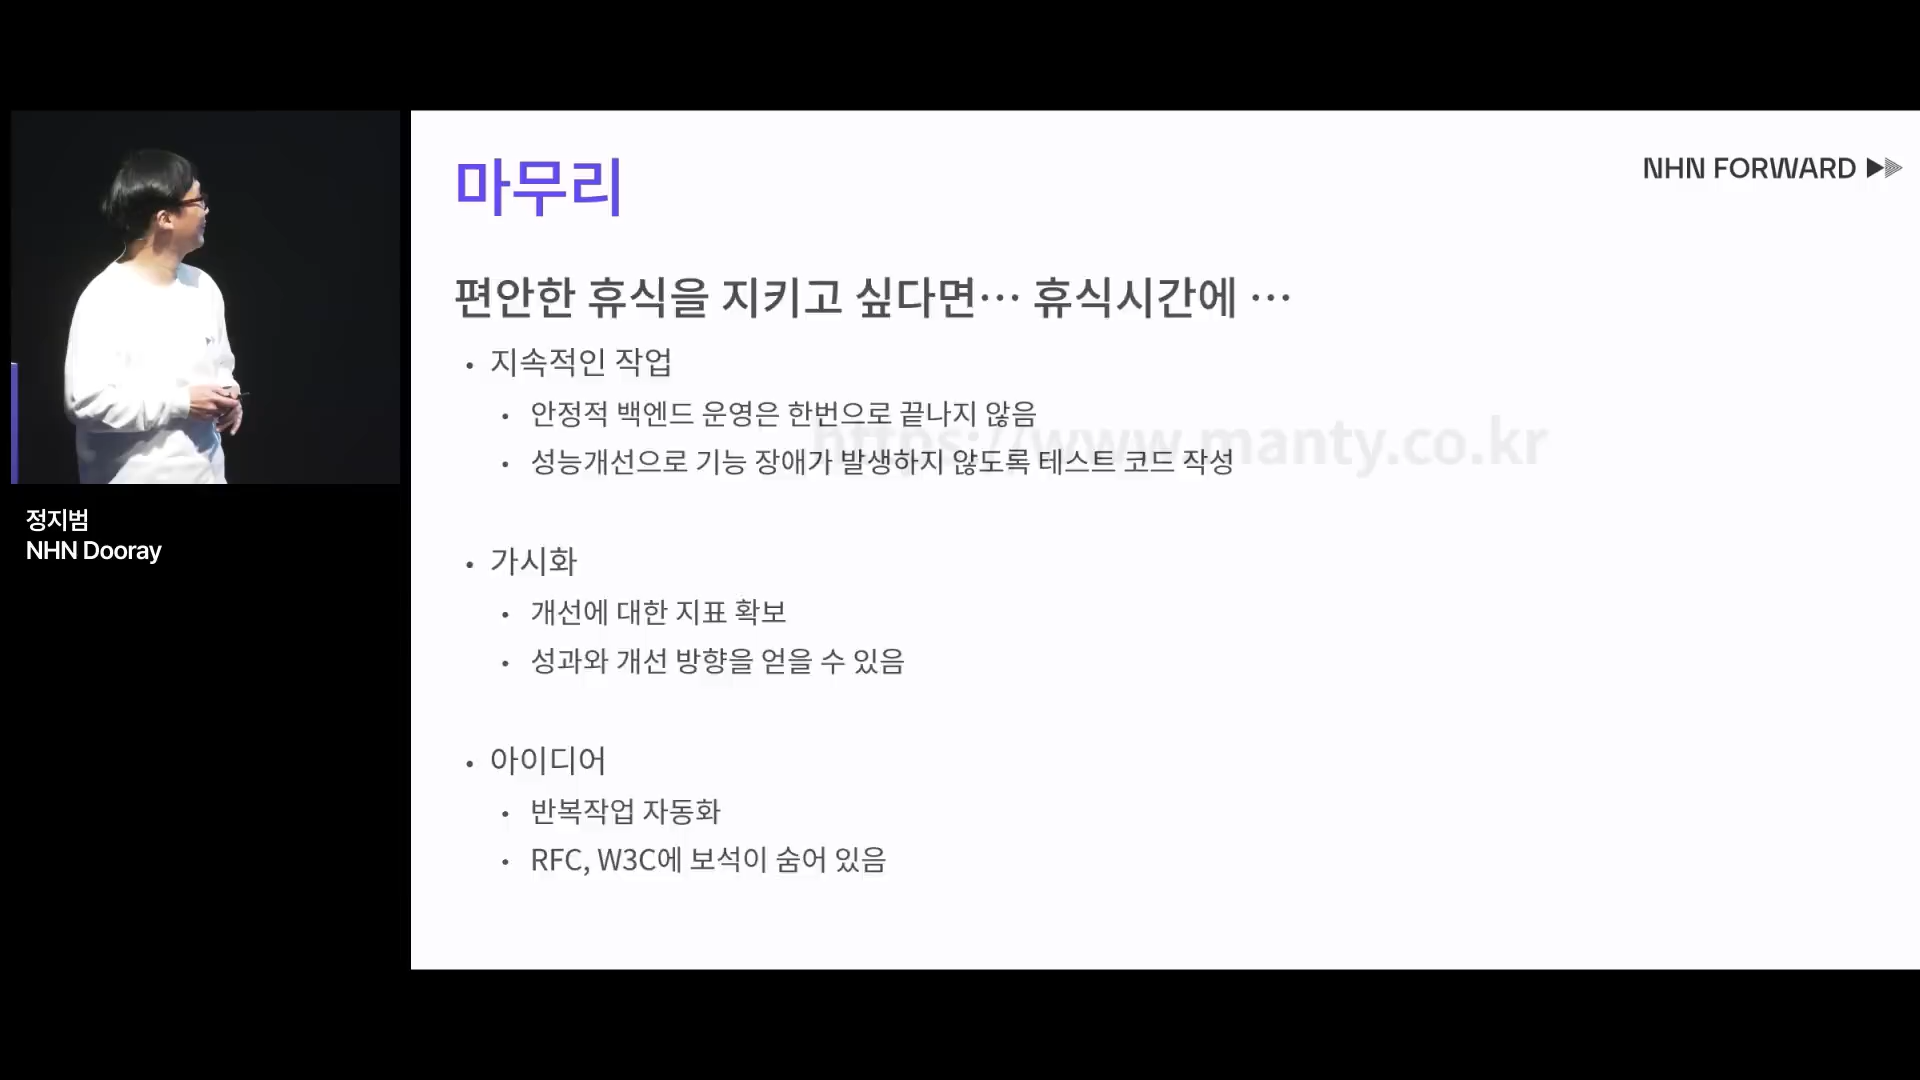 마무리
NHN FORWARD
편안한 휴식을 지키고 싶다면… 휴식시간에 …
• 지속적인 작업
• 안정적 백엔드 운영은 한번으로 끝나지 않음
• 성능개선으로 기능 장애가 발생하지 않도록 테스트 코드 작성
https://www.manty.co.kr
• 가시화
• 개선에 대한 지표 확보
• 성과와 개선 방향을 얻을 수 있음
• 아이디어
• 반복작업 자동화
• RFC, W3C에 보석이 숨어 있음
정지범
NHN Dooray